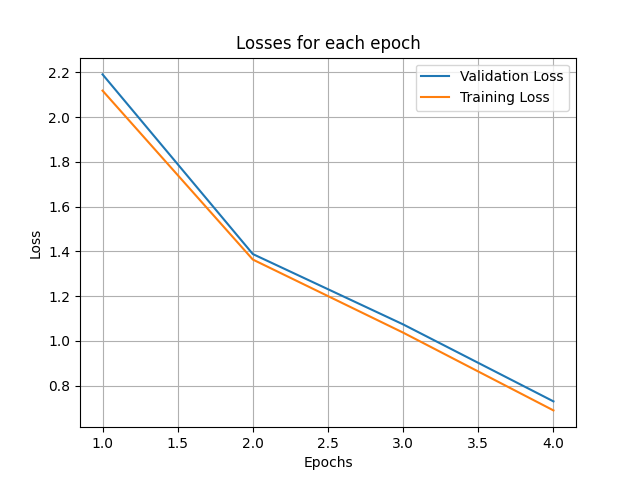 Losses for each epoch
Validation Loss
Training Loss
2.2
2.0
1.8
1.6
1.4
1.2
1.0
0.8
Loss
1.0 1.5 2.0 2.5 3.0 3.5 4.0
Epochs